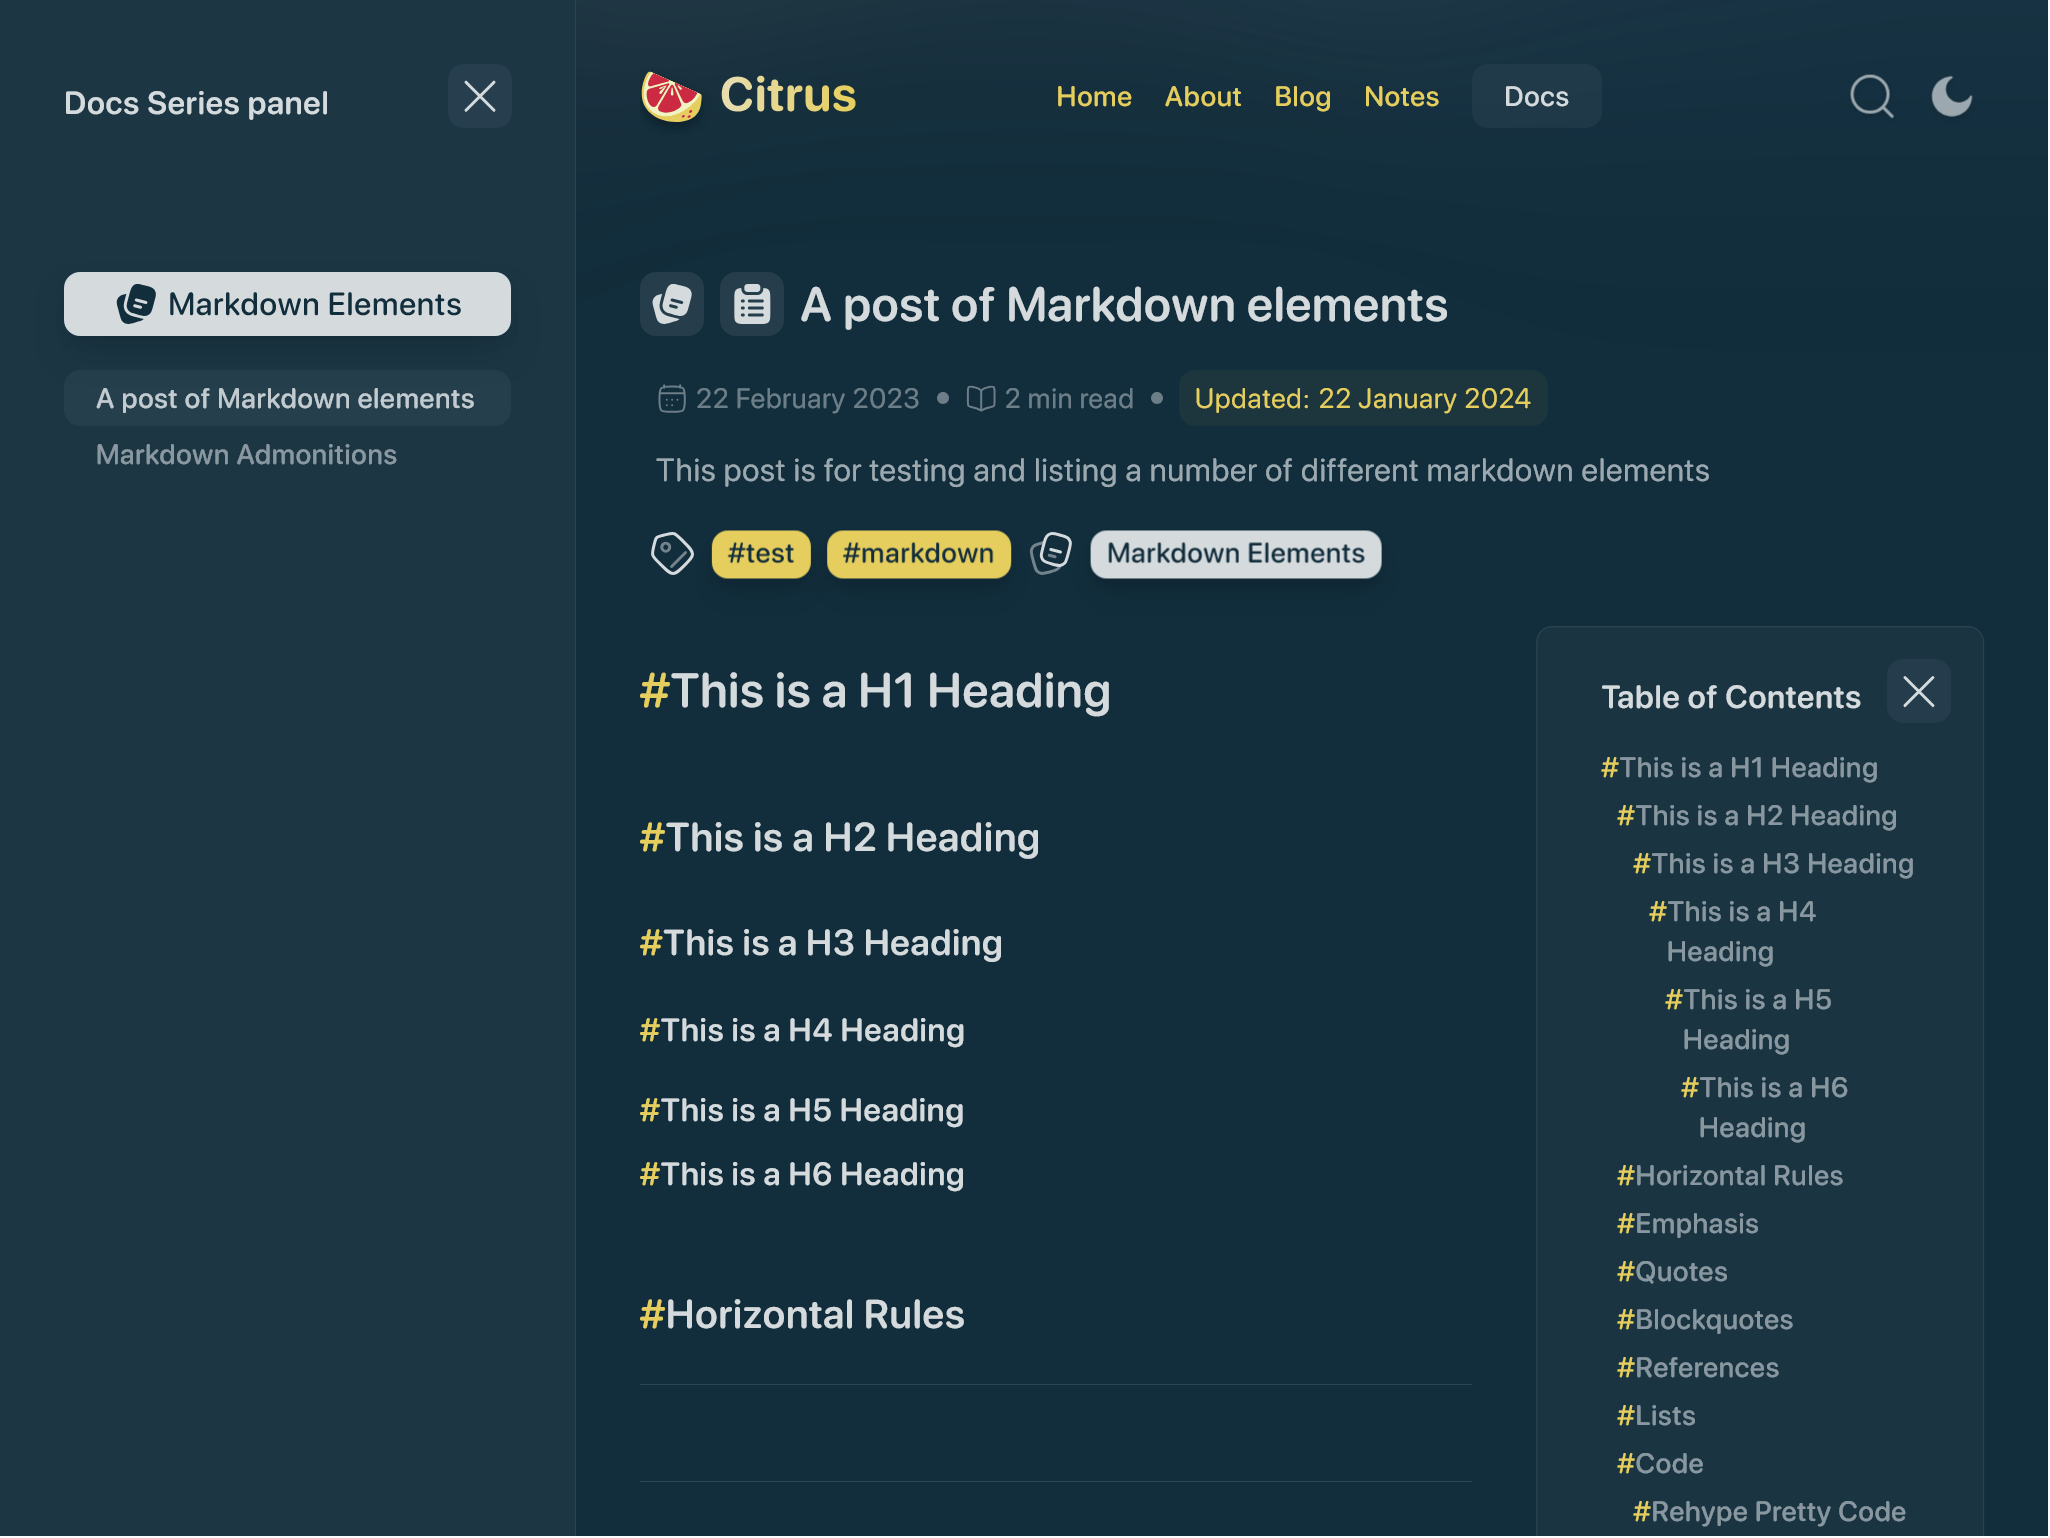 Docs Series panel
Markdown Elements
A post of Markdown elements
Markdown Admonitions
Citrus
Home About Blog Notes Docs
A post of Markdown elements
22 February 2023 • 2 min read • Updated: 22 January 2024
This post is for testing and listing a number of different markdown elements
#test #markdown Markdown Elements
#This is a H1 Heading
#This is a H2 Heading
#This is a H3 Heading
#This is a H4 Heading
#This is a H5 Heading
#This is a H6 Heading
#Horizontal Rules
Table of Contents
#This is a H1 Heading
#This is a H2 Heading
#This is a H3 Heading
#This is a H4
Heading
#This is a H5
Heading
#This is a H6
Heading
#Horizontal Rules
#Emphasis
#Quotes
#Blockquotes
#References
#Lists
#Code
#Rehype Pretty Code